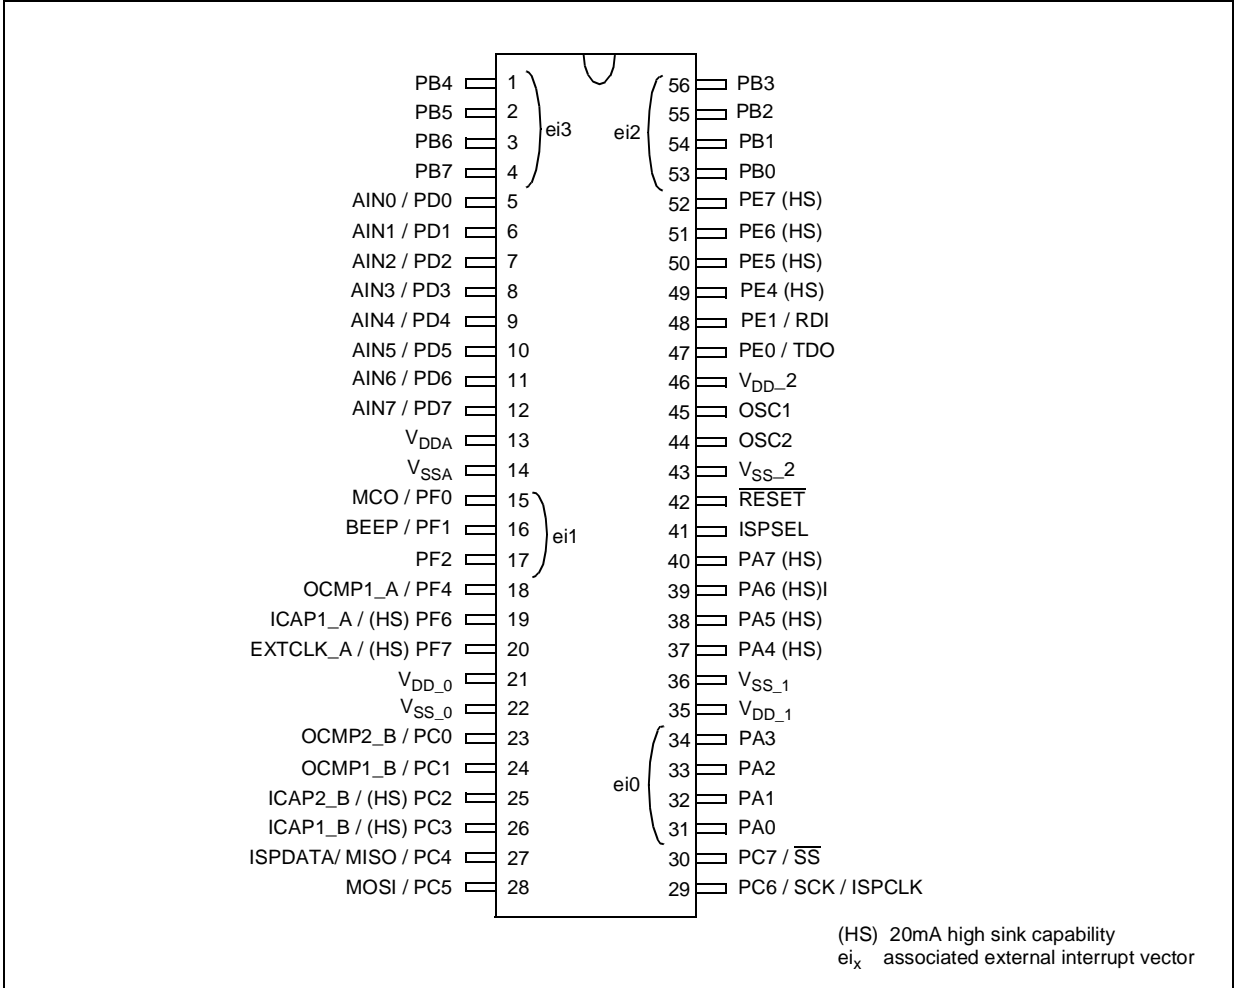 PB4 1 56 PB3
PB5 2 55 PB2
ei3 ei2
PB6 3 54 PB1
PB7 4 53 PB0
AIN0 / PD0 5 52 PE7 (HS)
AIN1 / PD1 6 51 PE6 (HS)
AIN2 / PD2 7 50 PE5 (HS)
AIN3 / PD3 8 49 PE4 (HS)
AIN4 / PD4 9 48 PE1 / RDI
AIN5 / PD5 10 47 PE0 / TDO
AIN6 / PD6 11 46 VDD_2
AIN7 / PD7 12 45 OSC1
VDDA 13 44 OSC2
VSSA 14 43 VSS_2
MCO / PF0 15 42 RESET
BEEP / PF1 16 41 ISPSEL
ei1
PF2 17 40 PA7 (HS)
OCMP1_A / PF4 18 39 PA6 (HS)I
ICAP1_A / (HS) PF6 19 38 PA5 (HS)
EXTCLK_A / (HS) PF7 20 37 PA4 (HS)
VDD_0 21 36 VSS_1
VSS_0 22 35 VDD_1
OCMP2_B / PC0 23 34 PA3
OCMP1_B / PC1 24 33 PA2
ei0
ICAP2_B / (HS) PC2 25 32 PA1
ICAP1_B / (HS) PC3 26 31 PA0
ISPDATA/ MISO / PC4 27 30 PC7 / SS
MOSI / PC5 28 29 PC6 / SCK / ISPCLK
(HS) 20mA high sink capability
eix associated external interrupt vector